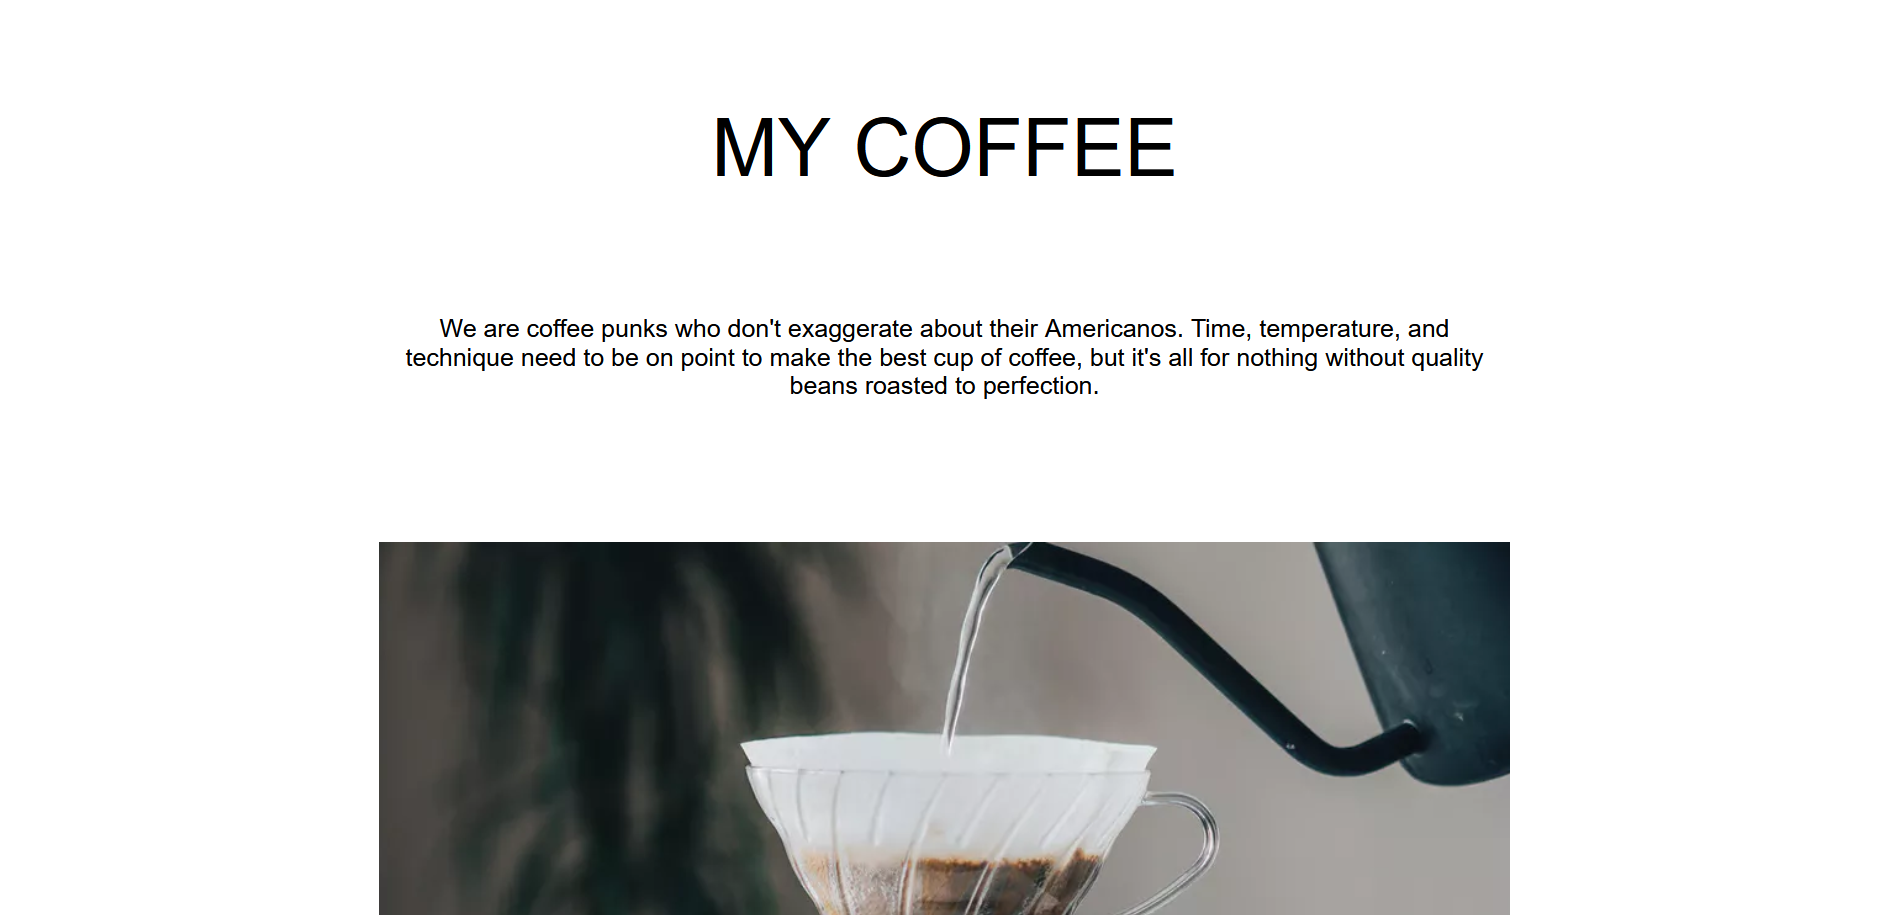 MY COFFEE
We are coffee punks who don't exaggerate about their Americanos. Time, temperature, and
technique need to be on point to make the best cup of coffee, but it's all for nothing without quality
beans roasted to perfection.